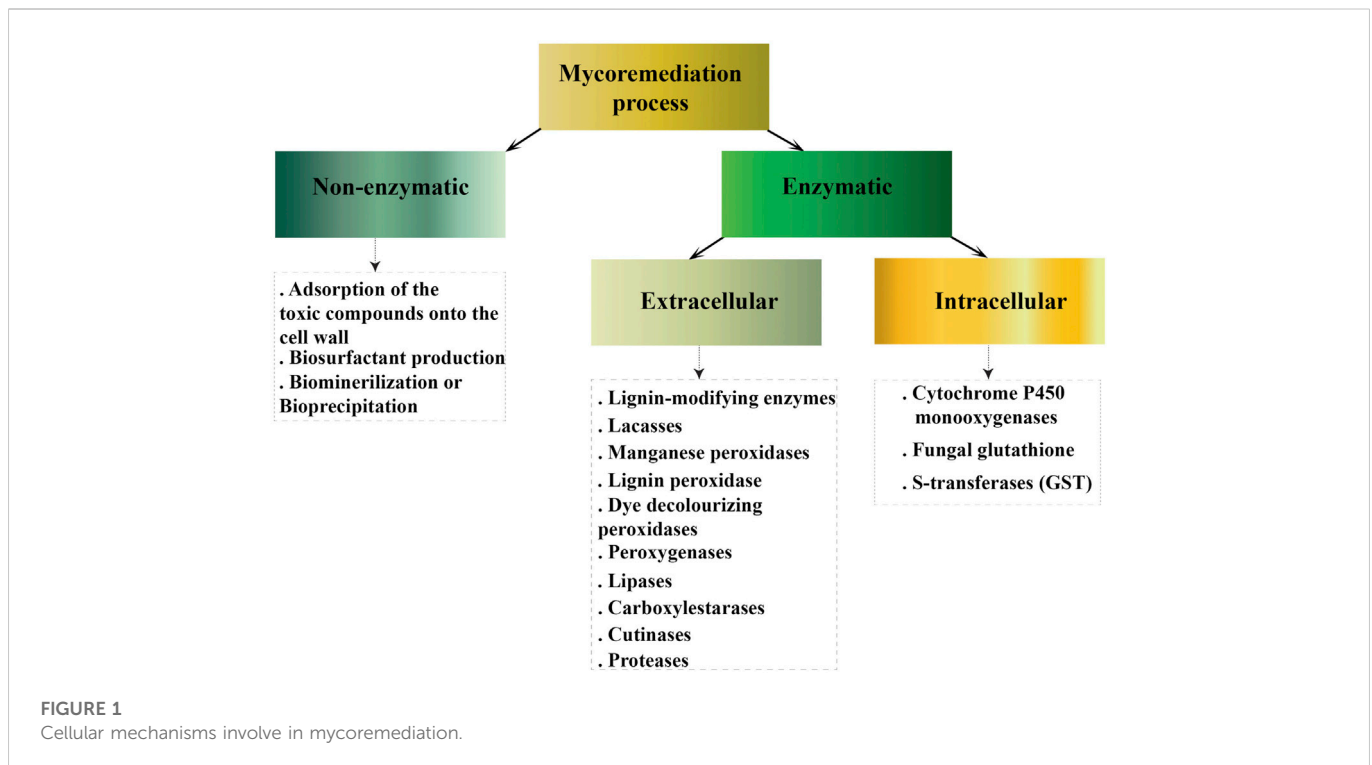 Mycoremediation
process
Non-enzymatic
Enzymatic
. Adsorption of the
toxic compounds onto the
cell wall
. Biosurfactant production
. Biominerilization or
Bioprecipitation
Extracellular
Intracellular
. Lignin-modifying enzymes
. Lacasses
. Manganese peroxidases
. Lignin peroxidase
. Dye decolourizing
peroxidases
. Peroxygenases
. Lipases
. Carboxylestarases
. Cutinases
. Proteases
. Cytochrome P450
monooxygenases
. Fungal glutathione
. S-transferases (GST)
FIGURE 1
Cellular mechanisms involve in mycoremediation.